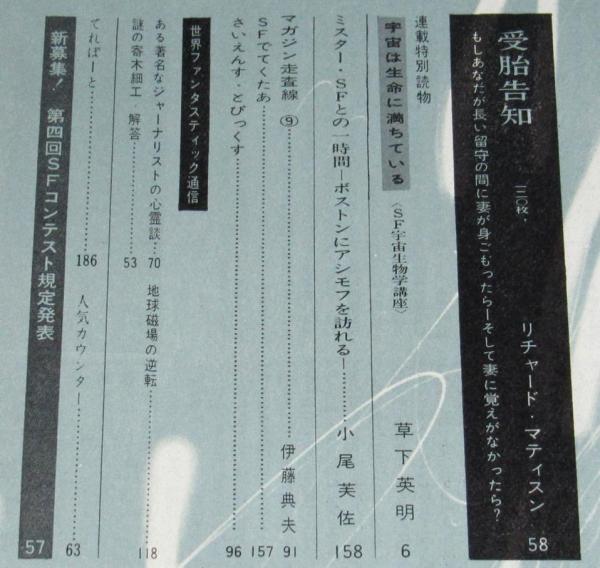 受胎告知 一二〇枚・ リチャード・マティスン 58
もしあなたが長い留守の間に妻が身ごもったら—そして妻に覚えがなかったら?
連載特別読物
宇宙は生命に満ちている 〈SF宇宙生物学講座〉 草下英明 6
ミスター・SFとの一時間—ボストンにアシモフを訪れる—……… 小尾芙佐 158
マガジン走査線 ⑨……… 伊藤典夫 91
SFでてくたあ……… 157
さいえんす・とぴっくす……… 96
世界ファンタスティック通信
ある著名なジャーナリストの心霊談… 70 地球磁場の逆転……… 118
謎の寄木細工・解答……… 53
てれぽーと……… 186 人気カウンター……… 63
新募集! 第四回SFコンテスト規定発表 57